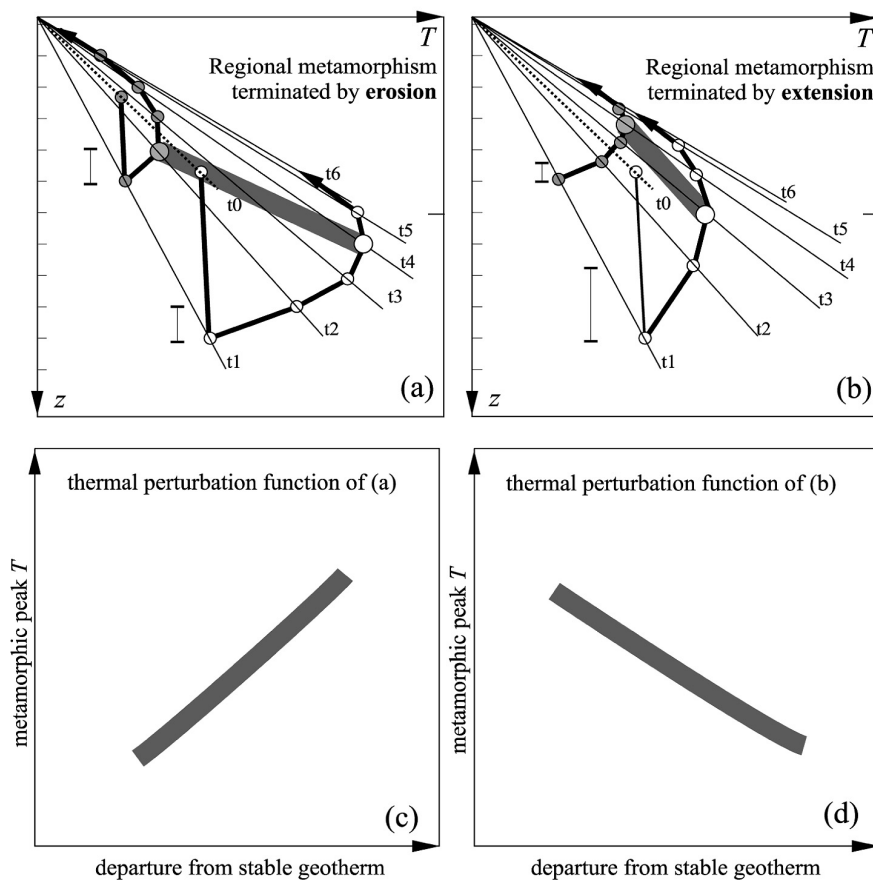 T
Regional metamorphism
terminated by erosion
t6
t0
t5
t4
t3
t2
t1
(a)
z
T
Regional metamorphism
terminated by extension
t6
t0
t5
t4
t3
t2
t1
(b)
z
thermal perturbation function of (a)
metamorphic peak T
(c)
departure from stable geotherm
thermal perturbation function of (b)
metamorphic peak T
(d)
departure from stable geotherm